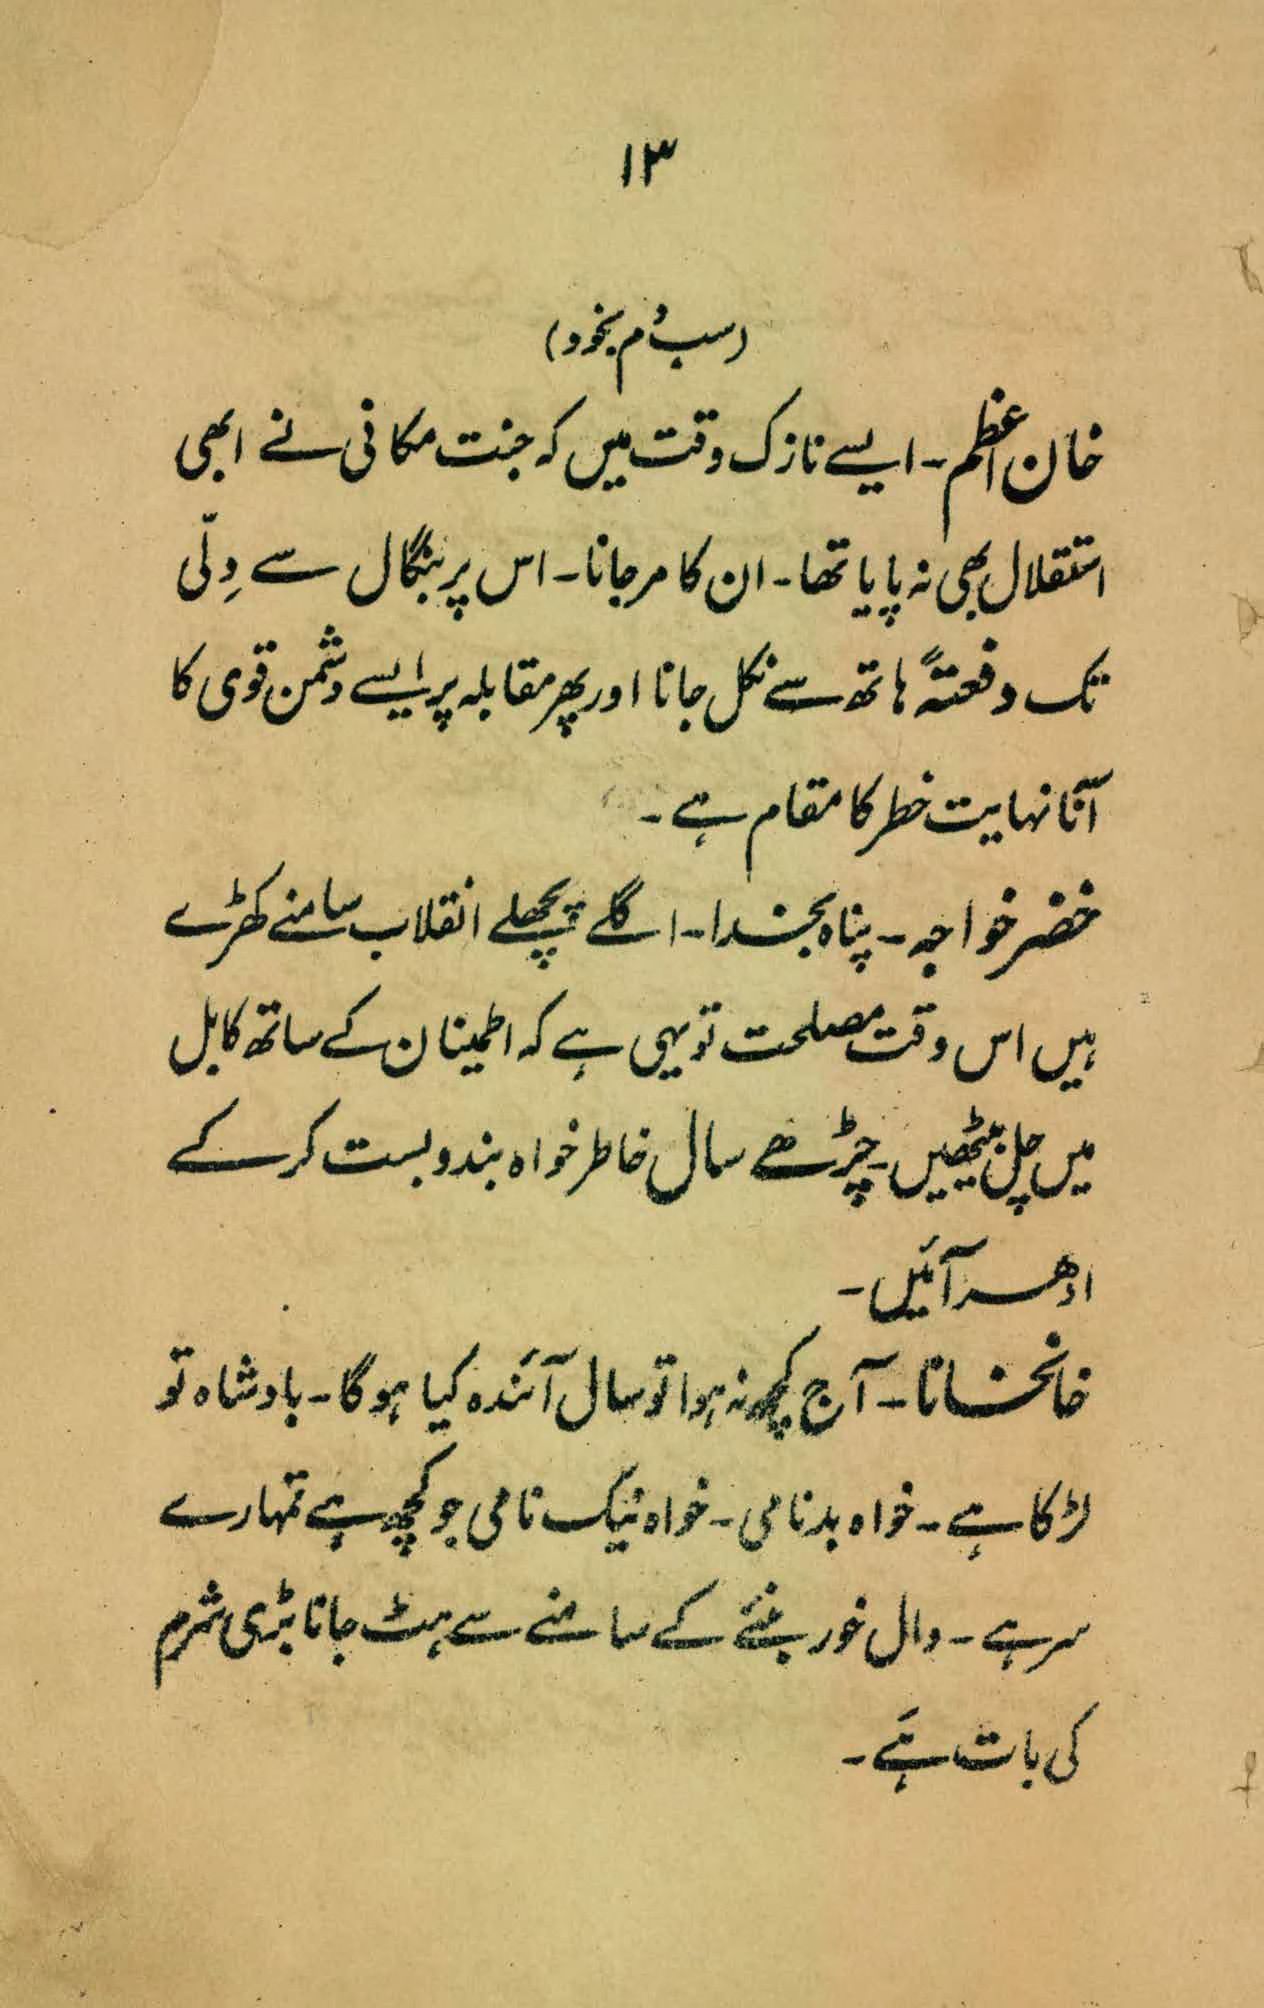 ۱۳
(سب دم بخود)
خان اعظم۔ ایسے نازک وقت میں کہ جنت مکانی نے ابھی
استقلال بھی نہ پایا تھا۔ ان کا مر جانا۔ اس پر بنگال سے دِلّی
تک دفعتہً ہاتھ سے نکل جانا اور پھر مقابلہ پر ایسے دشمن قوی کا
آنا نہایت خطر کا مقام ہے۔
خضر خواجہ۔ پناہ بخدا۔ اگلے پچھلے انقلاب سامنے کھڑے
ہیں اس وقت مصلحت تو یہی ہے کہ اطمینان کے ساتھ کابل
میں چل بیٹھیں۔ چڑھے سال خاطر خواہ بندوبست کر کے
ادھر آئیں۔
خانخاناں۔ آج کچھ نہ ہوا تو سال آئندہ کیا ہو گا۔ بادشاہ تو
لڑکا ہے۔ خواہ بدنامی۔ خواہ نیک نامی جو کچھ ہے تمہارے
سر ہے۔ دال خور بنئے کے سامنے سے ہٹ جانا بڑی شرم
کی بات ہَے۔